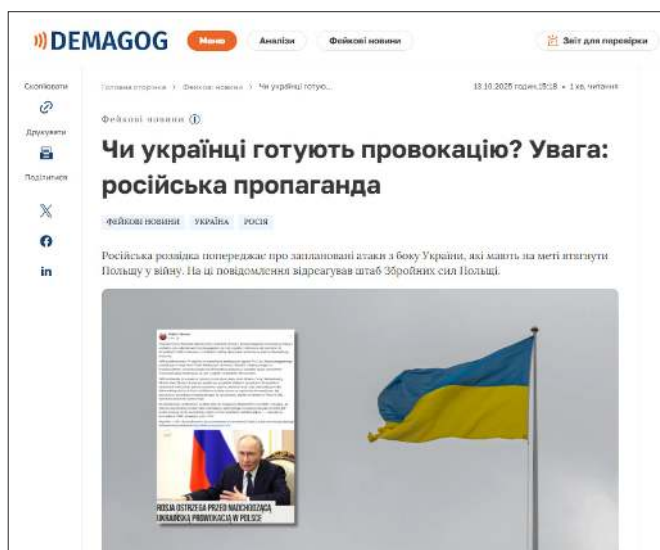 DEMAGOG
Меню
Аналізи
Фейкові новини
Звіт для перевірки
Скопіювати
Головна сторінка > Фейкові новини > Чи українці готую...
13.10.2025 годин.15:18 • 1 хв. читання
Фейкові новини
Друкувати
Чи українці готують провокацію? Увага:
російська пропаганда
Поділитися
ФЕЙКОВІ НОВИНИ УКРАЇНА РОСІЯ
Російська розвідка попереджає про заплановані атаки з боку України, які мають на меті втягнути
Польщу у війну. На ці повідомлення відреагував штаб Збройних сил Польщі.
ROSJA OSTRZEGA PRZED NADCHODZĄCĄ
UKRAIŃSKĄ PROWOKACJĄ W POLSCE